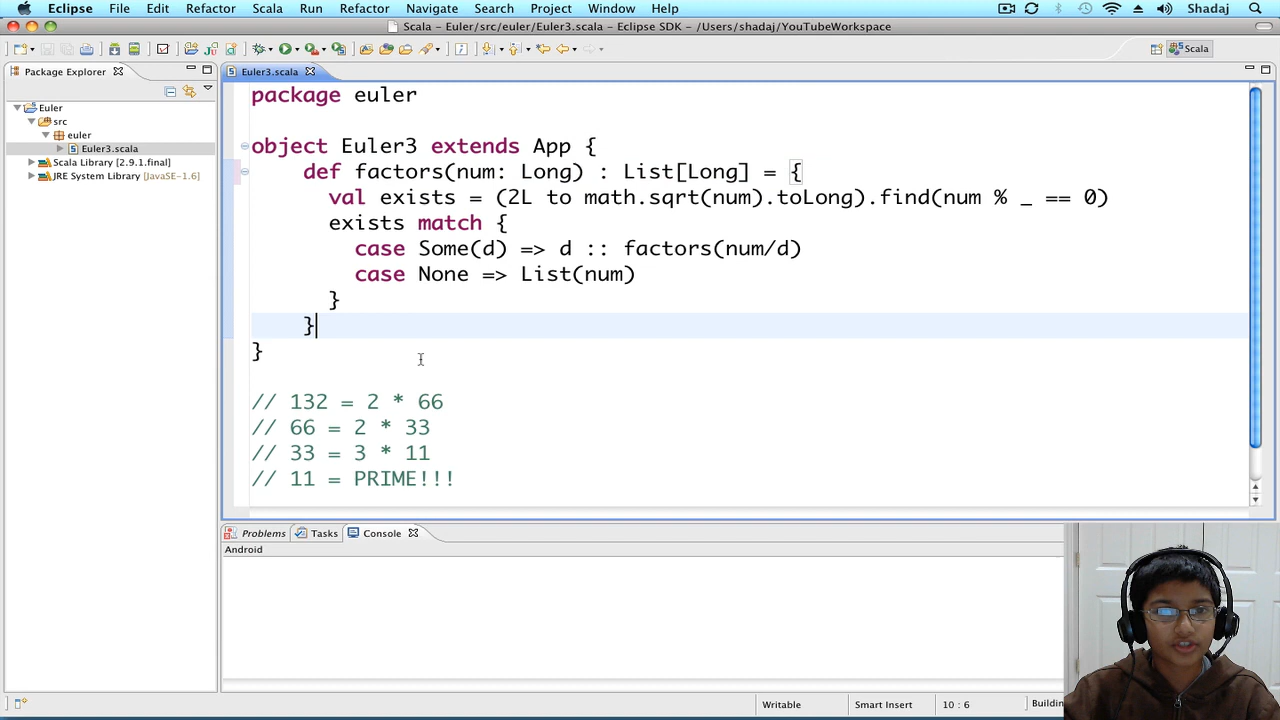 Eclipse File Edit Refactor Scala Run Refactor Navigate Search Project Window Help Shadaj
Scala - Euler/src/euler/Euler3.scala - Eclipse SDK - /Users/shadaj/YouTubeWorkspace
Scala
Package Explorer
Euler3.scala
Euler
src
euler
Euler3.scala
Scala Library [2.9.1.final]
JRE System Library [JavaSE-1.6]
package euler
object Euler3 extends App {
def factors(num: Long) : List[Long] = {
val exists = (2L to math.sqrt(num).toLong).find(num % _ == 0)
exists match {
case Some(d) => d :: factors(num/d)
case None => List(num)
}
}
}
// 132 = 2 * 66
// 66 = 2 * 33
// 33 = 3 * 11
// 11 = PRIME!!!
Problems Tasks Console
Android
Writable Smart Insert 10 : 6 Buildin